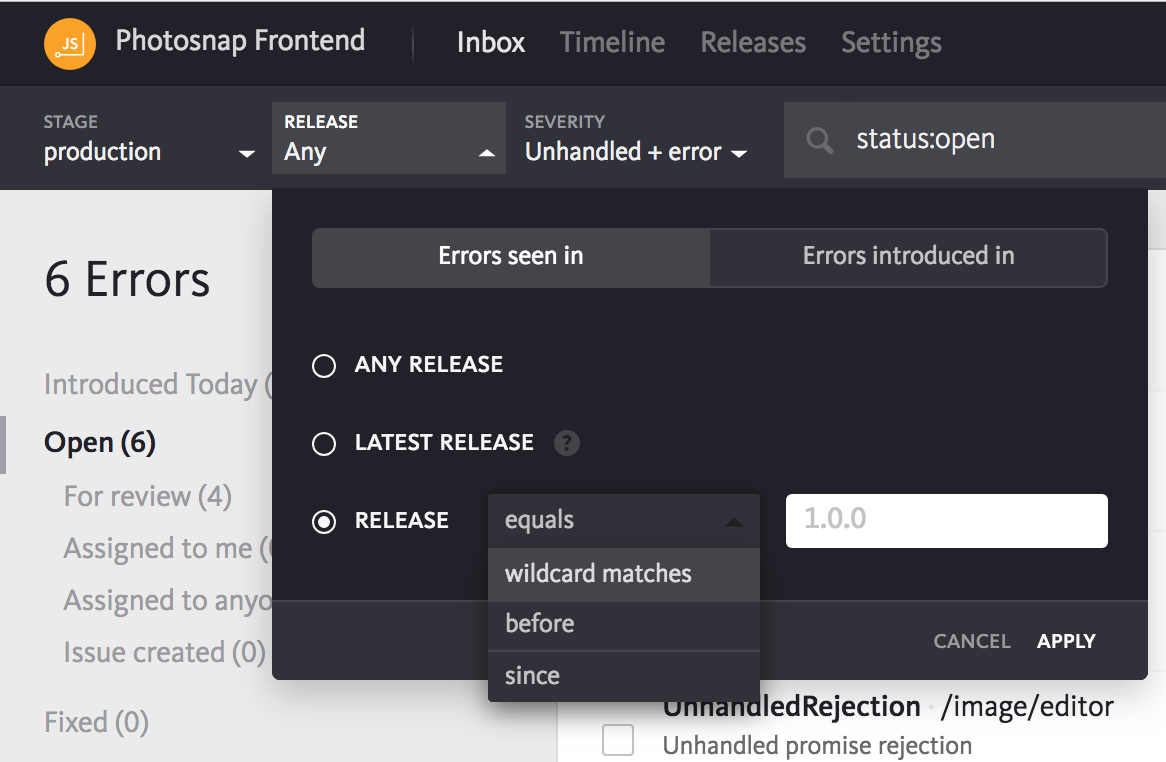 JS
Photosnap Frontend
Inbox
Timeline
Releases
Settings
STAGE
production
RELEASE
Any
SEVERITY
Unhandled + error
status:open
6 Errors
Errors seen in
Errors introduced in
Introduced Today (
Open (6)
For review (4)
Assigned to me (
Assigned to anyo
Issue created (0)
Fixed (0)
ANY RELEASE
LATEST RELEASE ?
RELEASE
equals
1.0.0
wildcard matches
before
since
CANCEL
APPLY
UnhandledRejection · /image/editor
Unhandled promise rejection